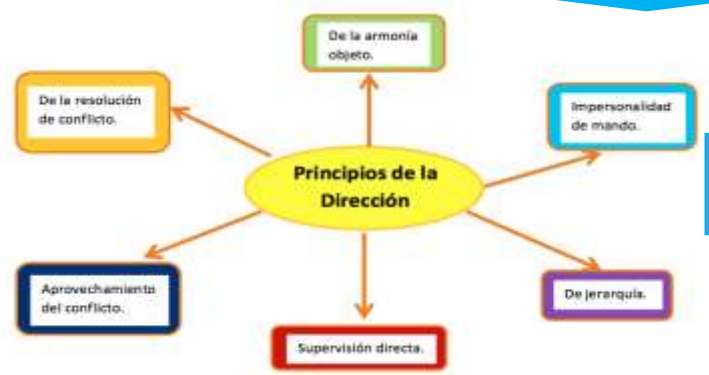 De la armonía
objeto.
De la resolución
de conflicto.
Impersonalidad
de mando.
Principios de la
Dirección
Aprovechamiento
del conflicto.
De jerarquía.
Supervisión directa.